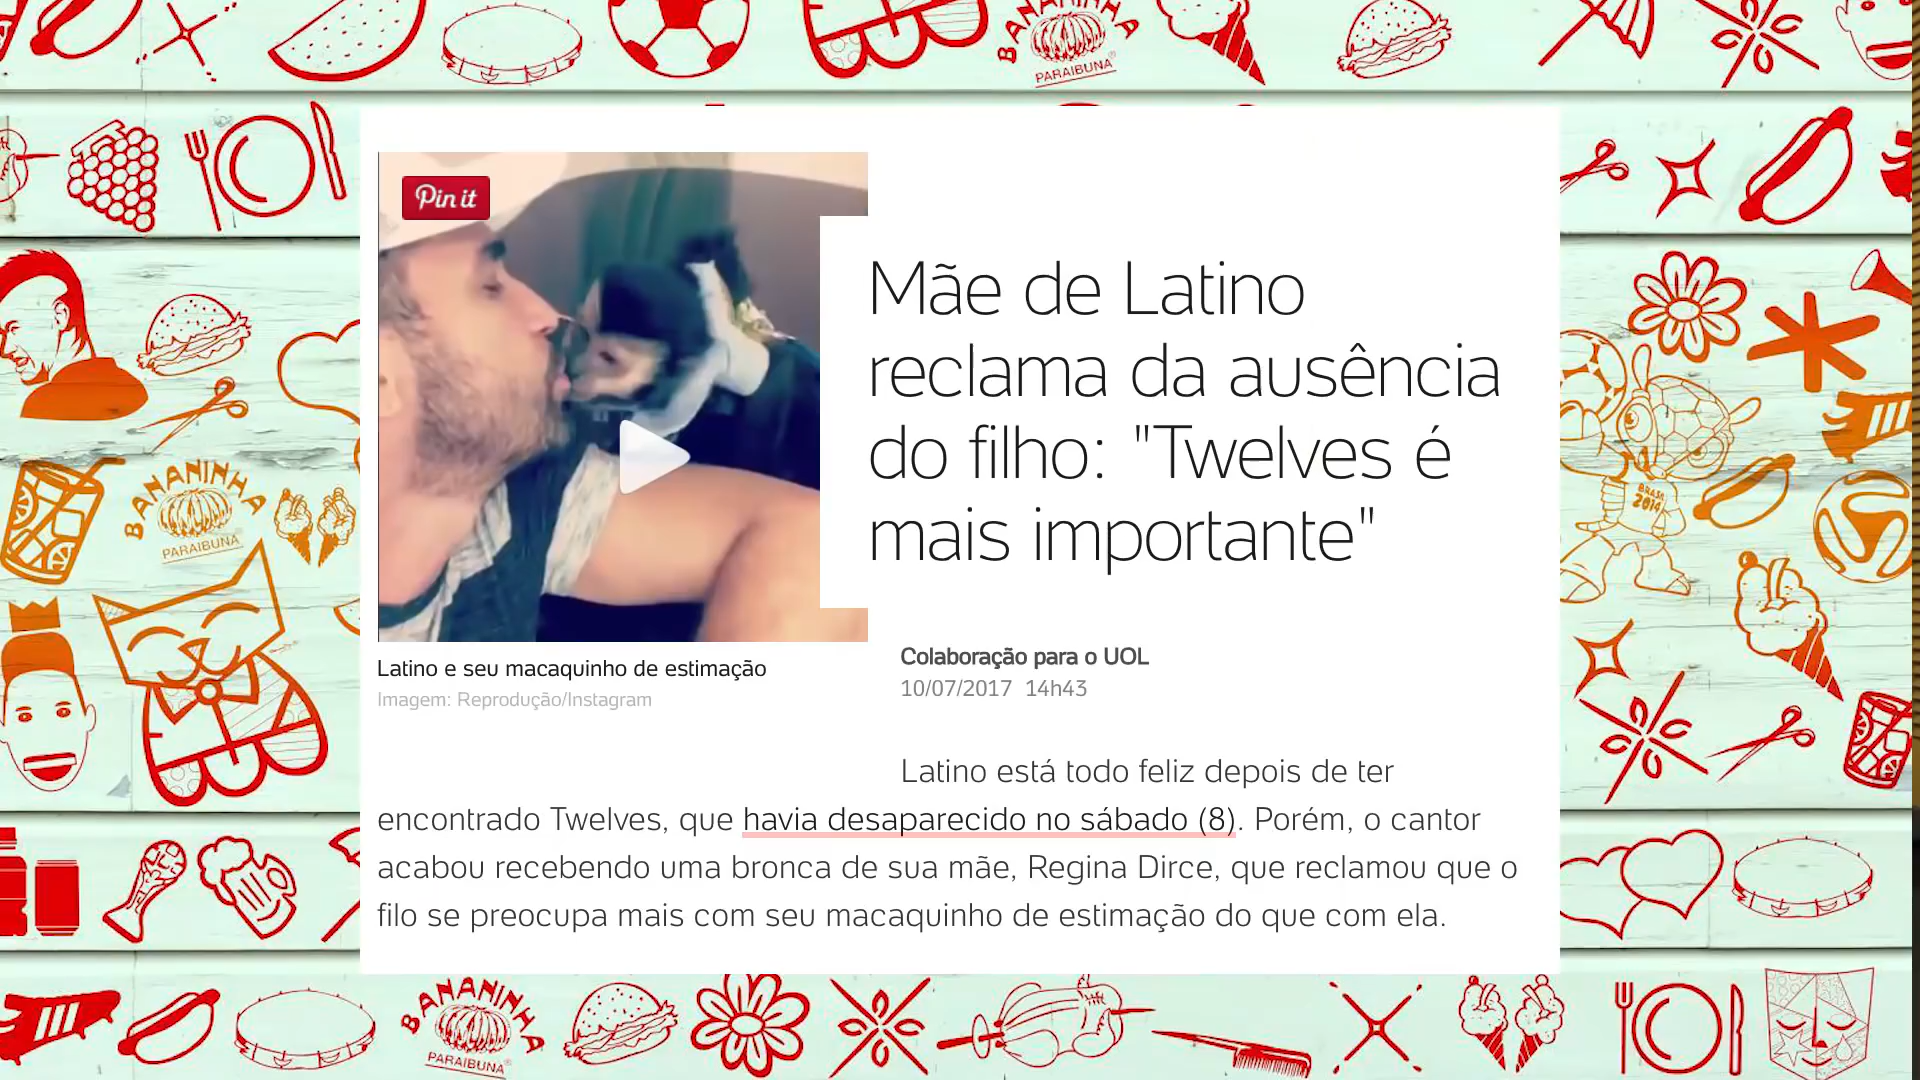 BANANINHA
PARAIBUNA
Pin it
Mãe de Latino
reclama da ausência
do filho: "Twelves é
mais importante"
BANANINHA
PARAIBUNA
BRASIL
2014
Latino e seu macaquinho de estimação
Imagem: Reprodução/Instagram
Colaboração para o UOL
10/07/2017 14h43
Latino está todo feliz depois de ter
encontrado Twelves, que havia desaparecido no sábado (8). Porém, o cantor
acabou recebendo uma bronca de sua mãe, Regina Dirce, que reclamou que o
filo se preocupa mais com seu macaquinho de estimação do que com ela.
BANANINHA
PARAIBUNA